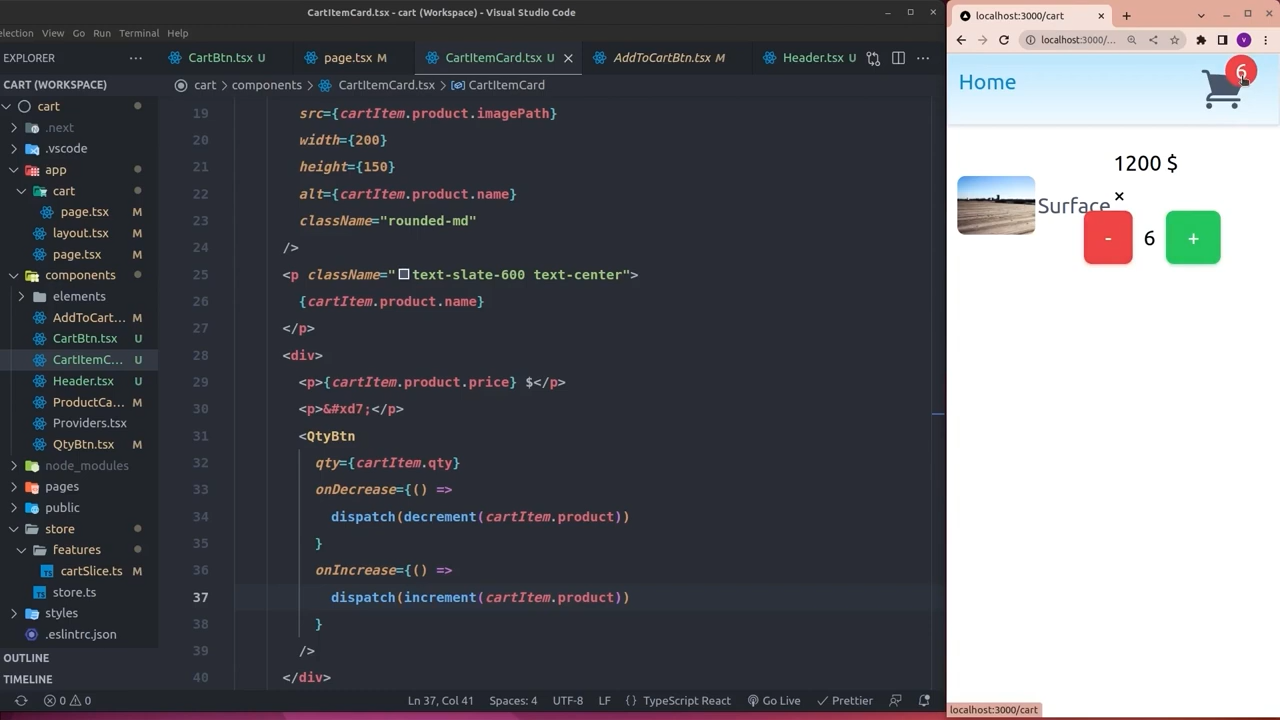 CartItemCard.tsx - cart (Workspace) - Visual Studio Code
election View Go Run Terminal Help
EXPLORER
CartBtn.tsx U
page.tsx M
CartItemCard.tsx U
AddToCartBtn.tsx M
Header.tsx U
CART (WORKSPACE)
cart > components > CartItemCard.tsx > CartItemCard
cart
.next
.vscode
app
cart
page.tsx M
layout.tsx M
page.tsx M
components
elements
AddToCart... M
CartBtn.tsx U
CartItemC... U
Header.tsx U
ProductCa... M
Providers.tsx
QtyBtn.tsx M
node_modules
pages
public
store
features
cartSlice.ts M
store.ts
styles
.eslintrc.json
OUTLINE
TIMELINE
19 src={cartItem.product.imagePath}
20 width={200}
21 height={150}
22 alt={cartItem.product.name}
23 className="rounded-md"
24 />
25 <p className="text-slate-600 text-center">
26 {cartItem.product.name}
27 </p>
28 <div>
29 <p>{cartItem.product.price} $</p>
30 <p>&#xd7;</p>
31 <QtyBtn
32 qty={cartItem.qty}
33 onDecrease={() =>
34 dispatch(decrement(cartItem.product))
35 }
36 onIncrease={() =>
37 dispatch(increment(cartItem.product))
38 }
39 />
40 </div>
0 0
Ln 37, Col 41 Spaces: 4 UTF-8 LF {} TypeScript React Go Live Prettier
localhost:3000/cart
localhost:3000/...
v
Home
6
1200 $
×
Surface
- 6 +
localhost:3000/cart